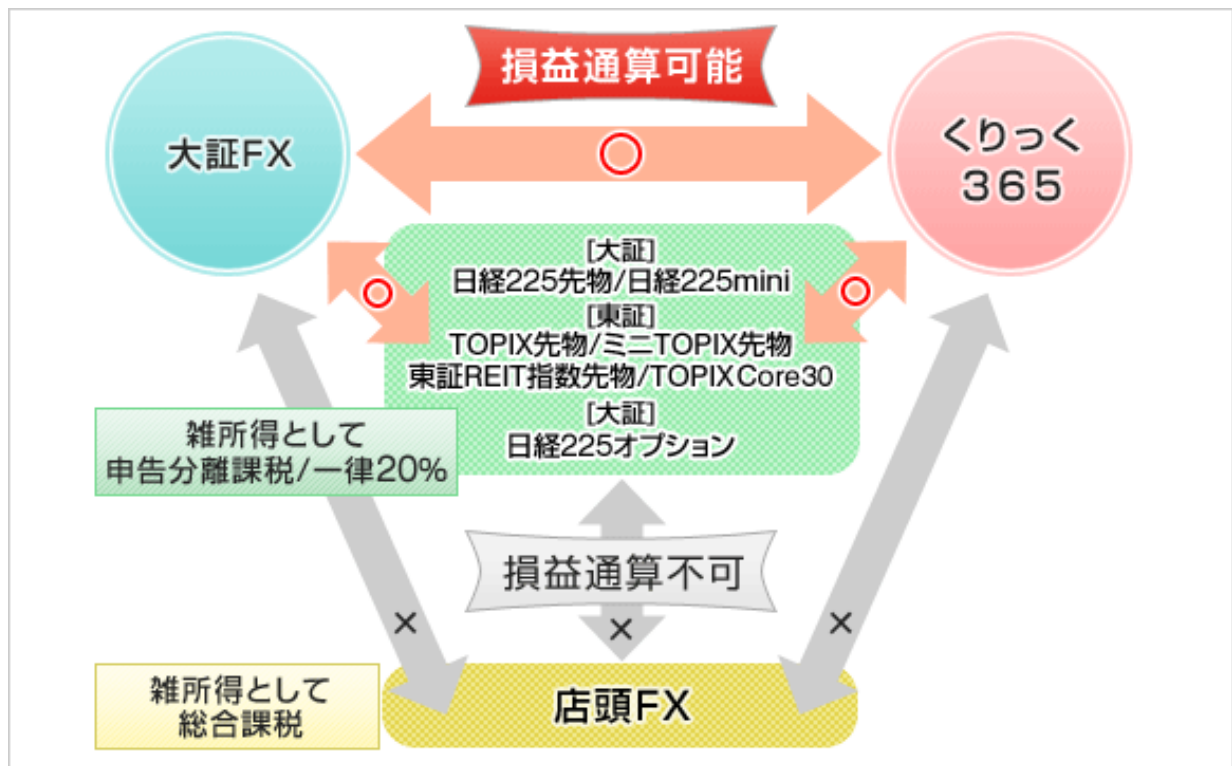 損益通算可能
大証FX
○
くりっく
365
○
○
[大証]
日経225先物/日経225mini
[東証]
TOPIX先物/ミニTOPIX先物
東証REIT指数先物/TOPIXCore30
[大証]
日経225オプション
雑所得として
申告分離課税/一律20%
損益通算不可
×
×
×
雑所得として
総合課税
店頭FX